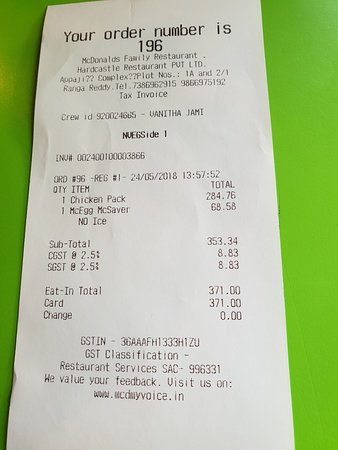 Your order number is
196
McDonalds Family Restaurant .
Hardcastle Restaurant PVT LTD.
Appaji?? Complex??Plot Nos.: 1A and 2/1
Ranga Reddy.Tel.7386962915 9866975192
Tax Invoice
Crew id 920024665 - VANITHA JAMI
NVEGSide 1
INV# 002400100003866
ORD #96 -REG #1- 24/05/2018 13:57:52
QTY ITEM TOTAL
1 Chicken Pack 284.76
1 McEgg McSaver 68.58
NO Ice
Sub-Total 353.34
CGST @ 2.5% 8.83
SGST @ 2.5% 8.83
Eat-In Total 371.00
Card 371.00
Change 0.00
GSTIN - 36AAAFH1333H1ZU
GST Classification -
Restaurant Services SAC- 996331
We value your feedback. Visit us on:
www.mcdmyvoice.in